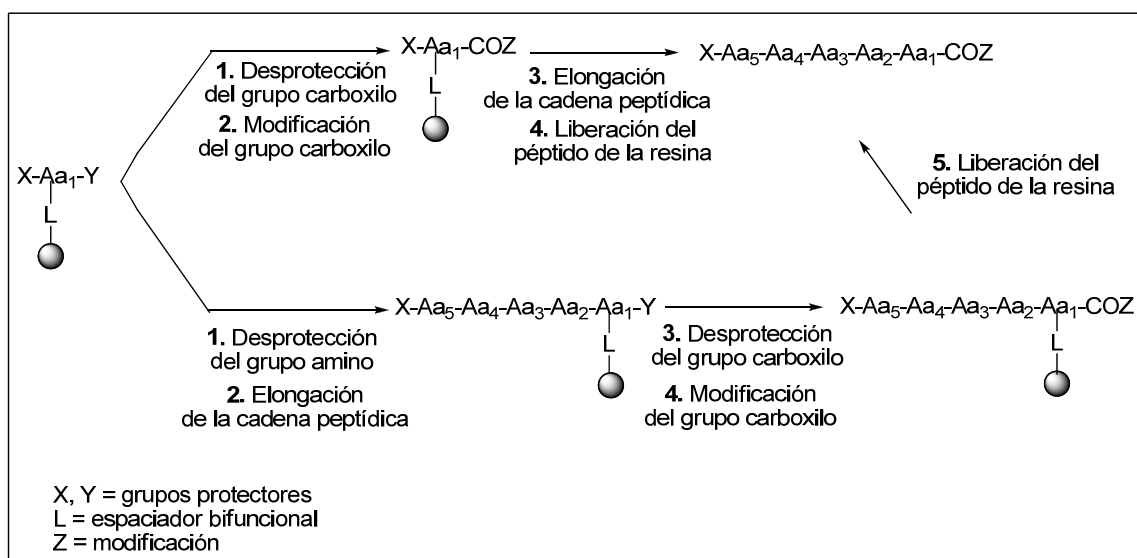 X-Aa1-Y
L
1. Desprotección
del grupo carboxilo
2. Modificación
del grupo carboxilo
X-Aa1-COZ
L
3. Elongación
de la cadena peptídica
4. Liberación del
péptido de la resina
X-Aa5-Aa4-Aa3-Aa2-Aa1-COZ
5. Liberación del
péptido de la resina
1. Desprotección
del grupo amino
2. Elongación
de la cadena peptídica
X-Aa5-Aa4-Aa3-Aa2-Aa1-Y
L
3. Desprotección
del grupo carboxilo
4. Modificación
del grupo carboxilo
X-Aa5-Aa4-Aa3-Aa2-Aa1-COZ
L
X, Y = grupos protectores
L = espaciador bifuncional
Z = modificación